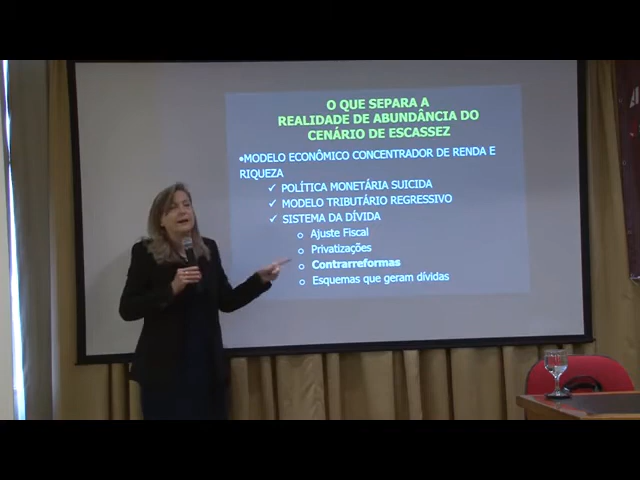 O QUE SEPARA A
REALIDADE DE ABUNDÂNCIA DO
CENÁRIO DE ESCASSEZ
•MODELO ECONÔMICO CONCENTRADOR DE RENDA E
RIQUEZA
✓ POLÍTICA MONETÁRIA SUICIDA
✓ MODELO TRIBUTÁRIO REGRESSIVO
✓ SISTEMA DA DÍVIDA
o Ajuste Fiscal
o Privatizações
o Contrarreformas
o Esquemas que geram dívidas